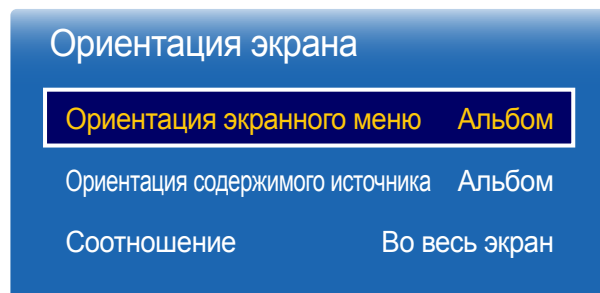 Ориентация экрана
Ориентация экранного меню Альбом
Ориентация содержимого источника Альбом
Соотношение Во весь экран